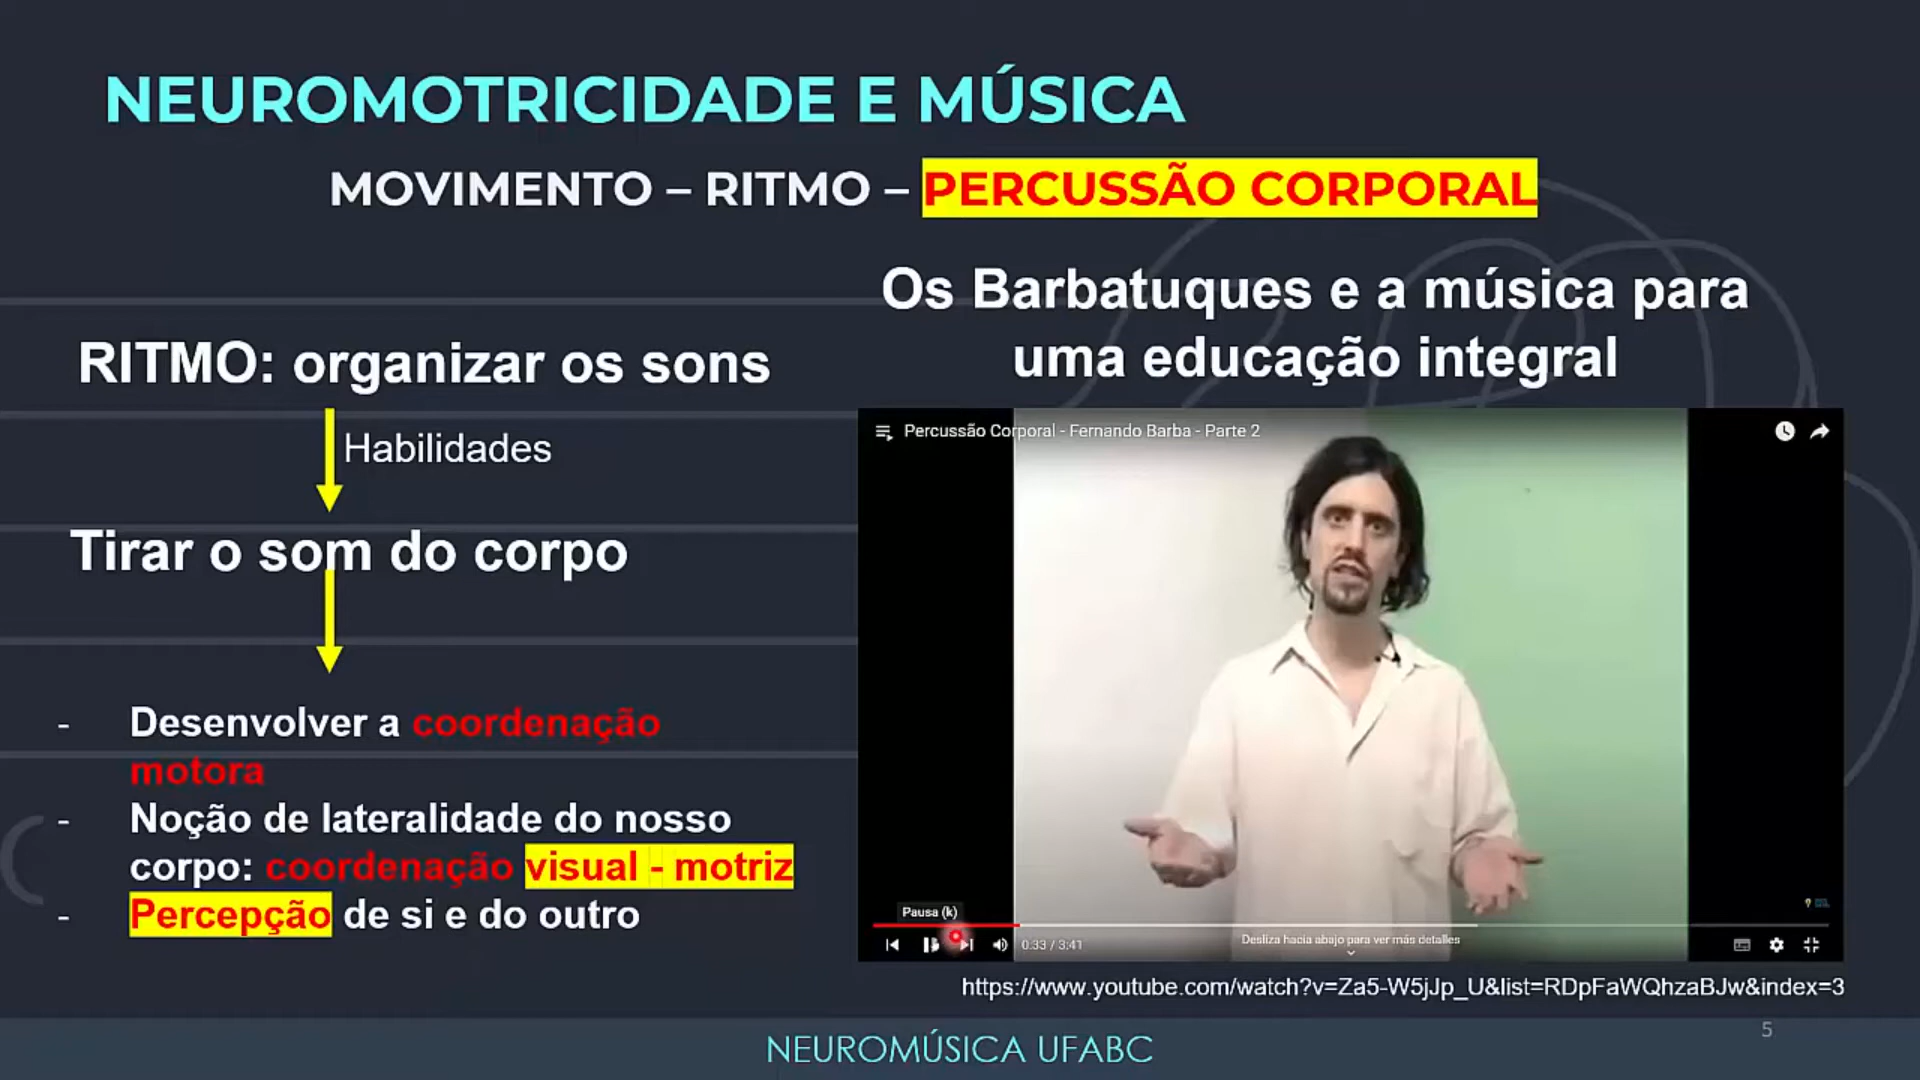 NEUROMOTRICIDADE E MÚSICA
MOVIMENTO – RITMO – PERCUSSÃO CORPORAL
RITMO: organizar os sons
Habilidades
Tirar o som do corpo
- Desenvolver a coordenação
motora
- Noção de lateralidade do nosso
corpo: coordenação visual - motriz
- Percepção de si e do outro
Os Barbatuques e a música para
uma educação integral
Percussão Corporal - Fernando Barba - Parte 2
Pausa (k)
0:33 / 3:41
Desliza hacia abajo para ver más detalles
https://www.youtube.com/watch?v=Za5-W5jJp_U&list=RDpFaWQhzaBJw&index=3
5
NEUROMÚSICA UFABC